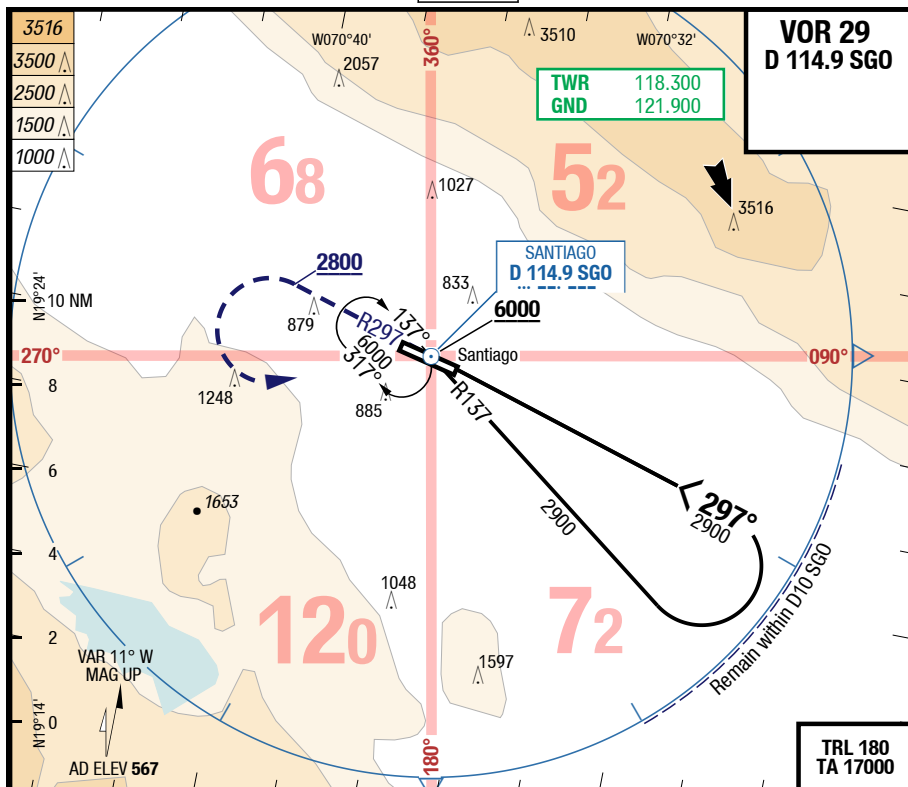 3516
3500
2500
1500
1000
W070°40'
360°
3510
W070°32'
2057
VOR 29
D 114.9 SGO
TWR 118.300
GND 121.900
68
52
1027
3516
SANTIAGO
D 114.9 SGO
2800
833
6000
N19°24'
10 NM
879
R297
137°
6000
317°
Santiago
270°
090°
8
1248
885
R137
6
1653
297°
2900
2900
4
1048
120
72
Remain within D10 SGO
2
VAR 11° W
MAG UP
1597
N19°14'
0
180°
AD ELEV 567
TRL 180
TA 17000